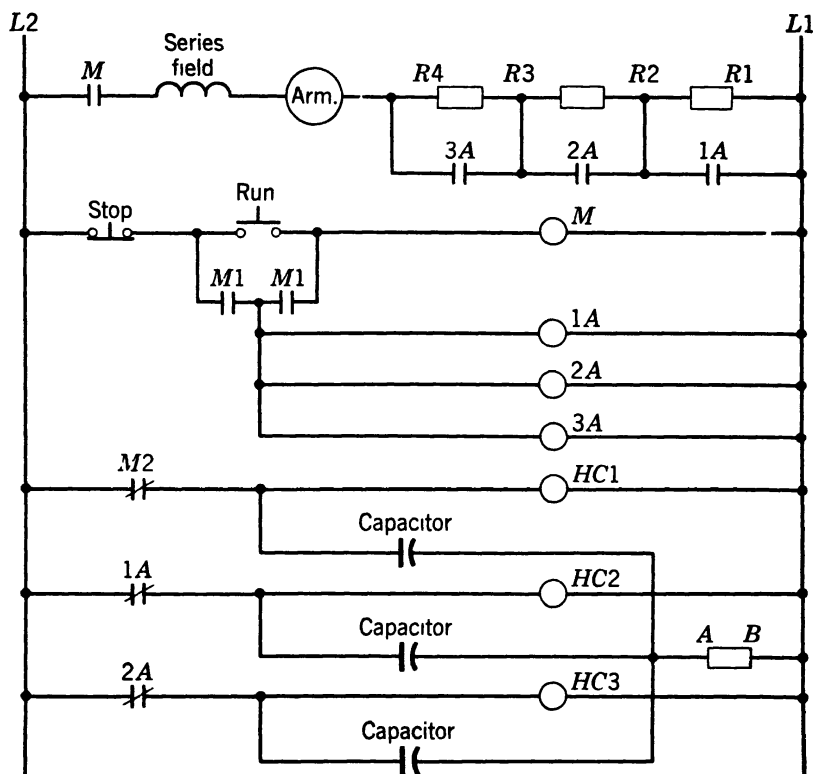 L2
L1
Series
field
M
Arm.
R4
R3
R2
R1
3A
2A
1A
Stop
Run
M
M1
M1
1A
2A
3A
M2
HC1
Capacitor
1A
HC2
Capacitor
A
B
2A
HC3
Capacitor